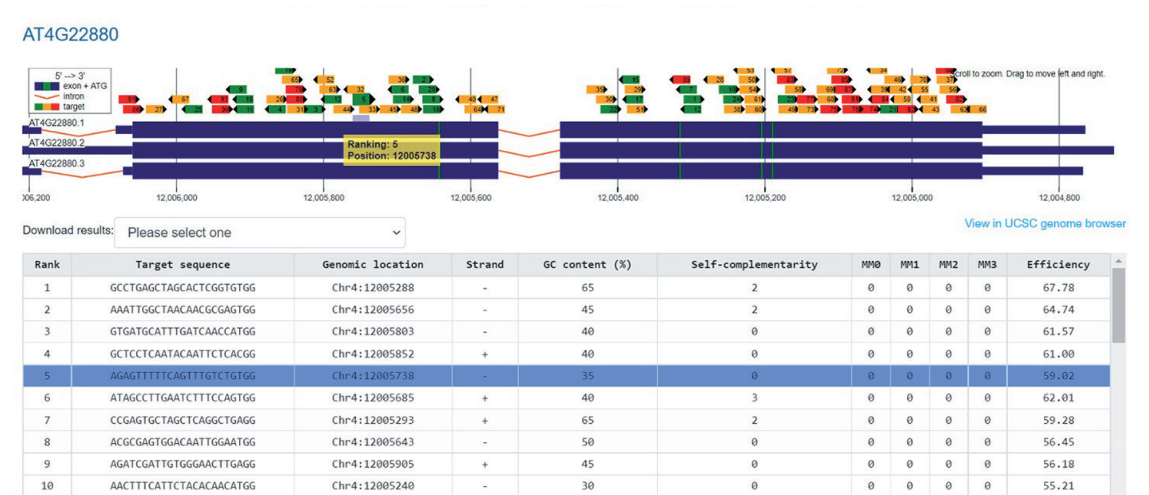 AT4G22880
5' --> 3'
exon + ATG
intron
target
scroll to zoom. Drag to move left and right.
AT4G22880.1
AT4G22880.2
AT4G22880.3
Ranking: 5
Position: 12005738
12,006,000
12,005,800
12,005,600
12,005,400
12,005,200
12,005,000
12,004,800
Download results: Please select one
View in UCSC genome browser
Rank Target sequence Genomic location Strand GC content (%) Self-complementarity MM0 MM1 MM2 MM3 Efficiency
1 GCCTGAGCTAGCACTCGGTGTGG Chr4:12005288 - 65 2 0 0 0 0 67.78
2 AAATTGGCTAACAACGCGAGTGG Chr4:12005656 - 45 2 0 0 0 0 64.74
3 GTGATGCATTTGATCAACCATGG Chr4:12005803 - 40 0 0 0 0 0 61.57
4 GCTCCTCAATACAATTCTCACGG Chr4:12005852 + 40 0 0 0 0 0 61.00
5 AGAGTTTTTCAGTTTGTCTGTGG Chr4:12005738 - 35 0 0 0 0 0 59.02
6 ATAGCCTTGAATCTTTCCAGTGG Chr4:12005685 + 40 3 0 0 0 0 62.01
7 CCGAGTGCTAGCTCAGGCTGAGG Chr4:12005293 + 65 2 0 0 0 0 59.28
8 ACGCGAGTGGACAATTGGAATGG Chr4:12005643 - 50 0 0 0 0 0 56.45
9 AGATCGATTGTGGGAACTTGAGG Chr4:12005905 + 45 0 0 0 0 0 56.18
10 AACTTTCATTCTACACAACATGG Chr4:12005240 - 30 0 0 0 0 0 55.21